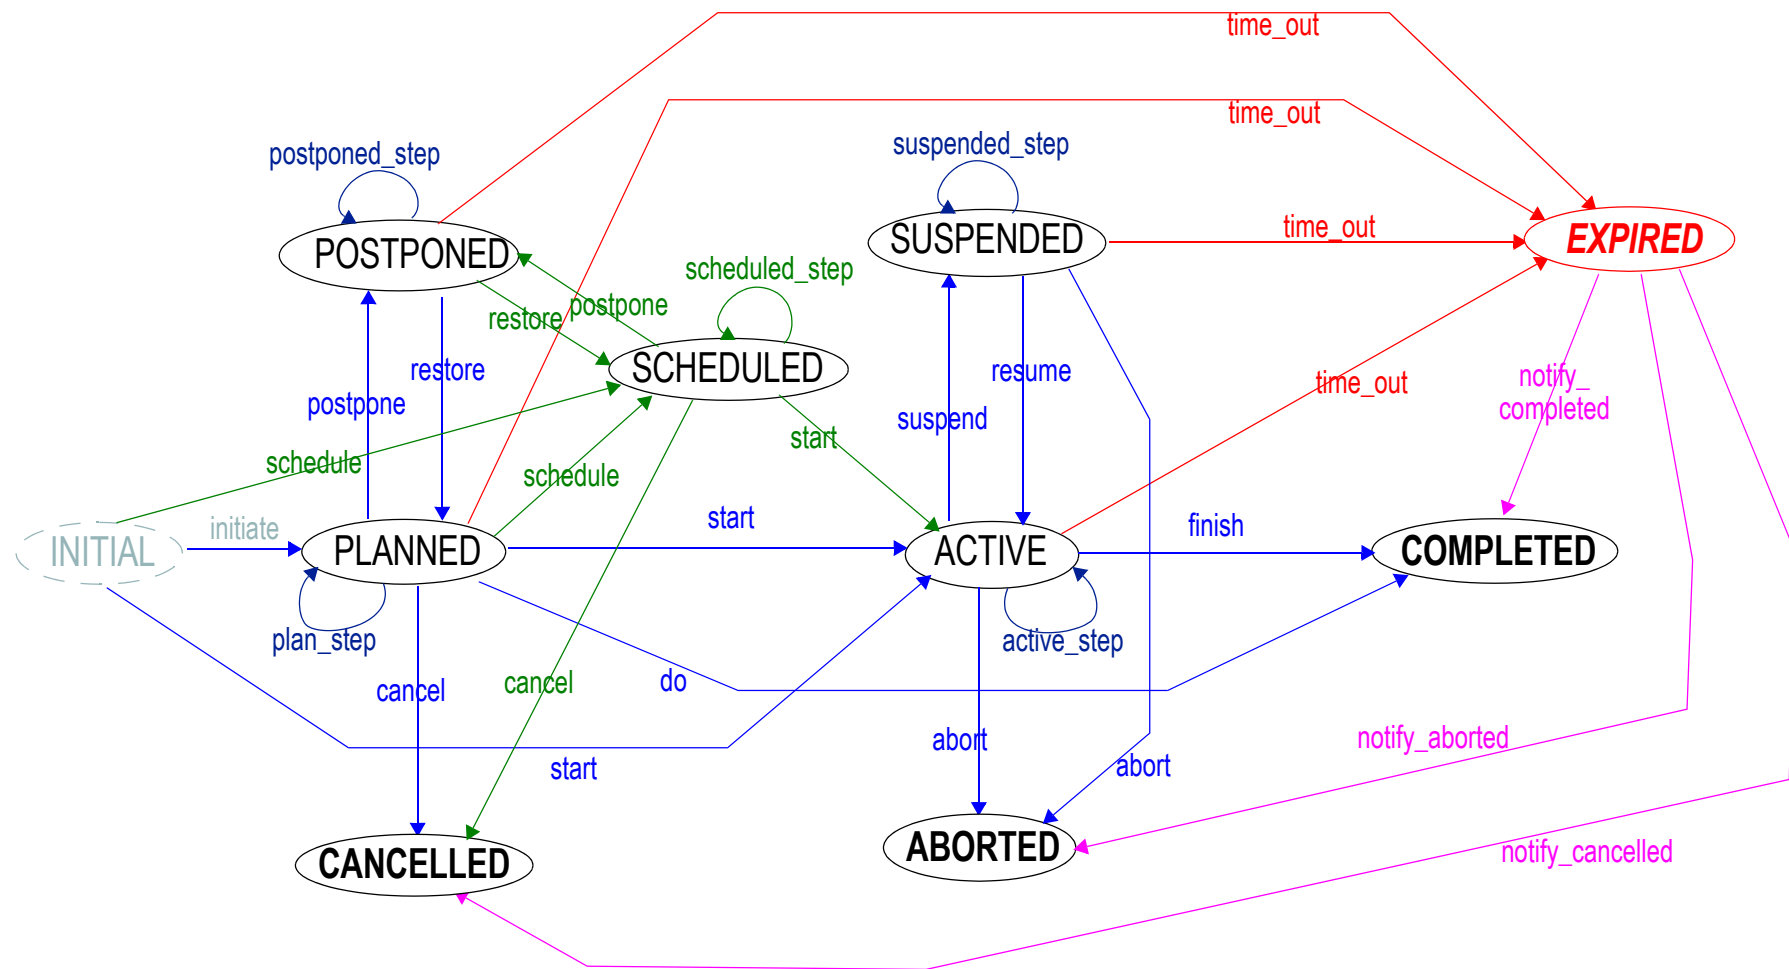 time_out
time_out
postponed_step
suspended_step
POSTPONED
SUSPENDED
time_out
EXPIRED
scheduled_step
restore
postpone
SCHEDULED
restore
resume
time_out
notify_
completed
postpone
suspend
start
schedule
schedule
initiate
start
finish
INITIAL
PLANNED
ACTIVE
COMPLETED
plan_step
active_step
cancel
cancel
do
abort
notify_aborted
start
abort
CANCELLED
ABORTED
notify_cancelled